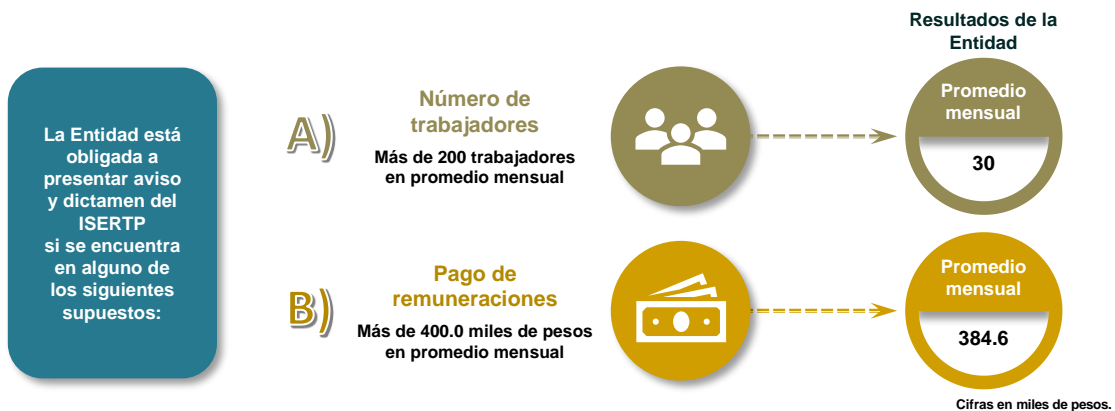 La Entidad está
obligada a
presentar aviso
y dictamen del
ISERTP
si se encuentra
en alguno de
los siguientes
supuestos:
Resultados de la
Entidad
A)
Número de
trabajadores
Más de 200 trabajadores
en promedio mensual
Promedio
mensual
30
B)
Pago de
remuneraciones
Más de 400.0 miles de pesos
en promedio mensual
Promedio
mensual
384.6
Cifras en miles de pesos.